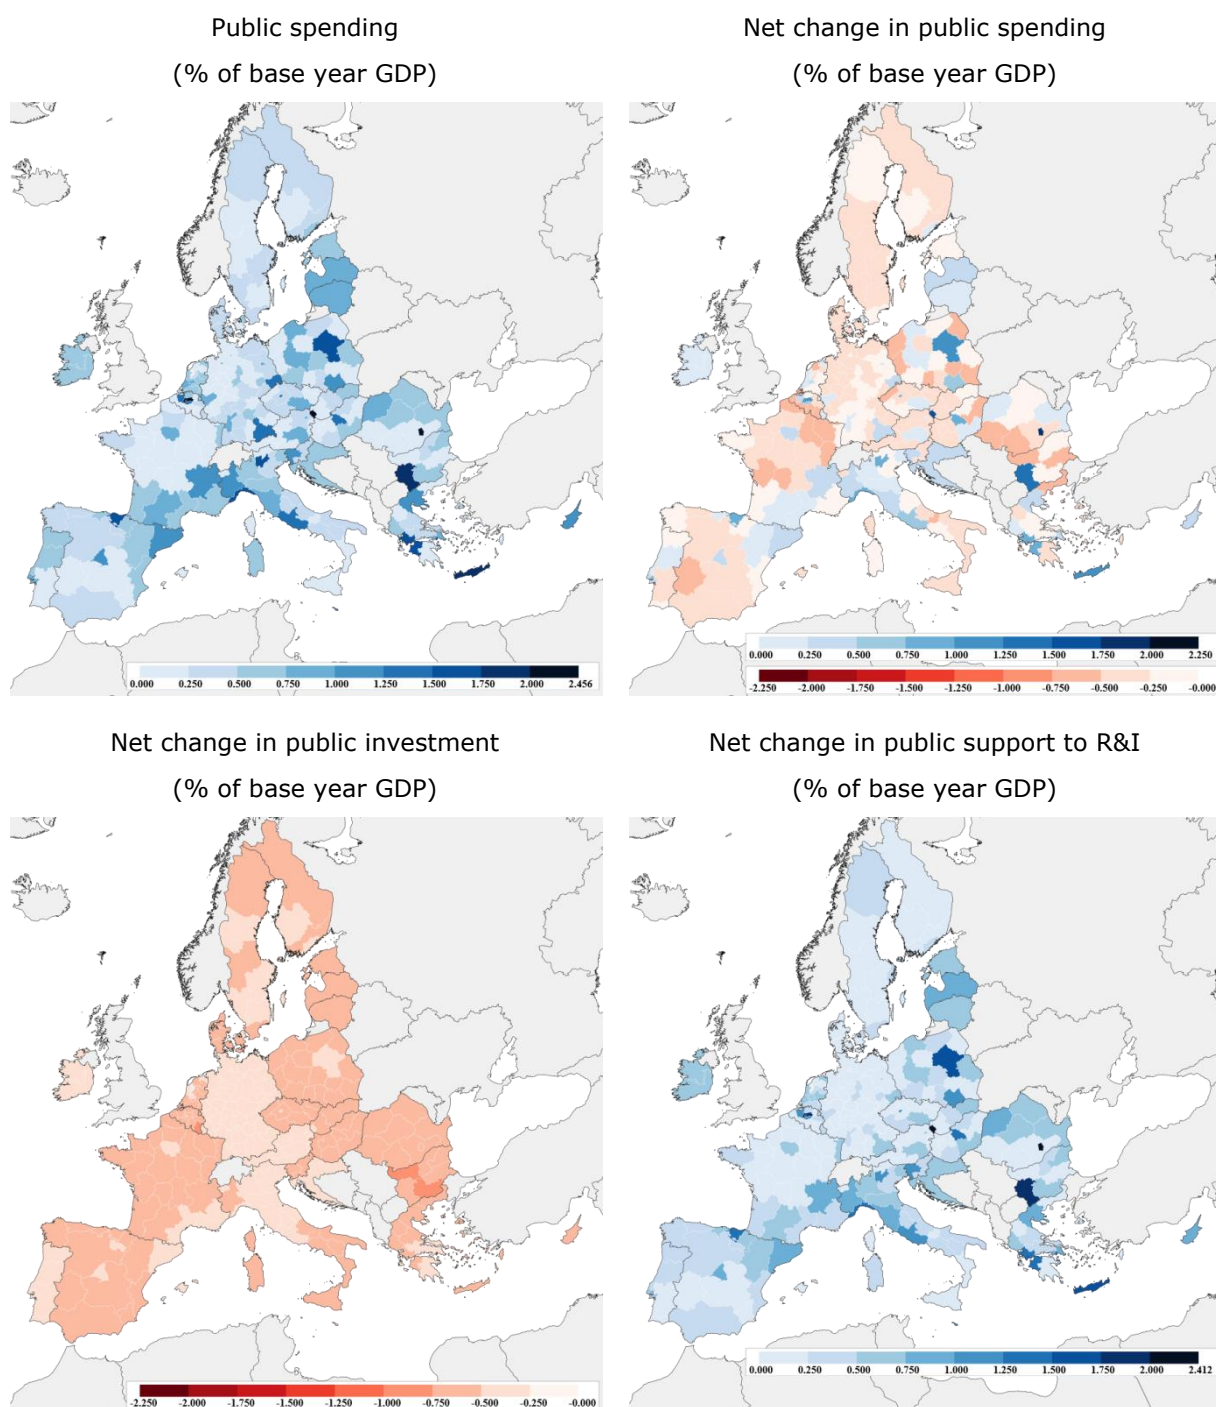 Public spending
(% of base year GDP)
Net change in public spending
(% of base year GDP)
0.000 0.250 0.500 0.750 1.000 1.250 1.500 1.750 2.000 2.456
0.000 0.250 0.500 0.750 1.000 1.250 1.500 1.750 2.000 2.250
-2.250 -2.000 -1.750 -1.500 -1.250 -1.000 -0.750 -0.500 -0.250 -0.000
Net change in public investment
(% of base year GDP)
Net change in public support to R&I
(% of base year GDP)
-2.250 -2.000 -1.750 -1.500 -1.250 -1.000 -0.750 -0.500 -0.250 -0.000
0.000 0.250 0.500 0.750 1.000 1.250 1.500 1.750 2.000 2.412